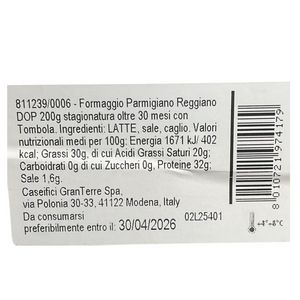 811239/0006 - Formaggio Parmigiano Reggiano
DOP 200g stagionatura oltre 30 mesi con
Tombola. Ingredienti: LATTE, sale, caglio. Valori
nutrizionali medi per 100g: Energia 1671 kJ/ 402
kcal; Grassi 30g, di cui Acidi Grassi Saturi 20g;
Carboidrati 0g di cui Zuccheri 0g, Proteine 32g;
Sale 1,6g.
Caseifici GranTerre Spa,
via Polonia 30-33, 41122 Modena, Italy
Da consumarsi 02L25401
preferibilmente entro il: 30/04/2026
8 010721 974179
+4° +8°C